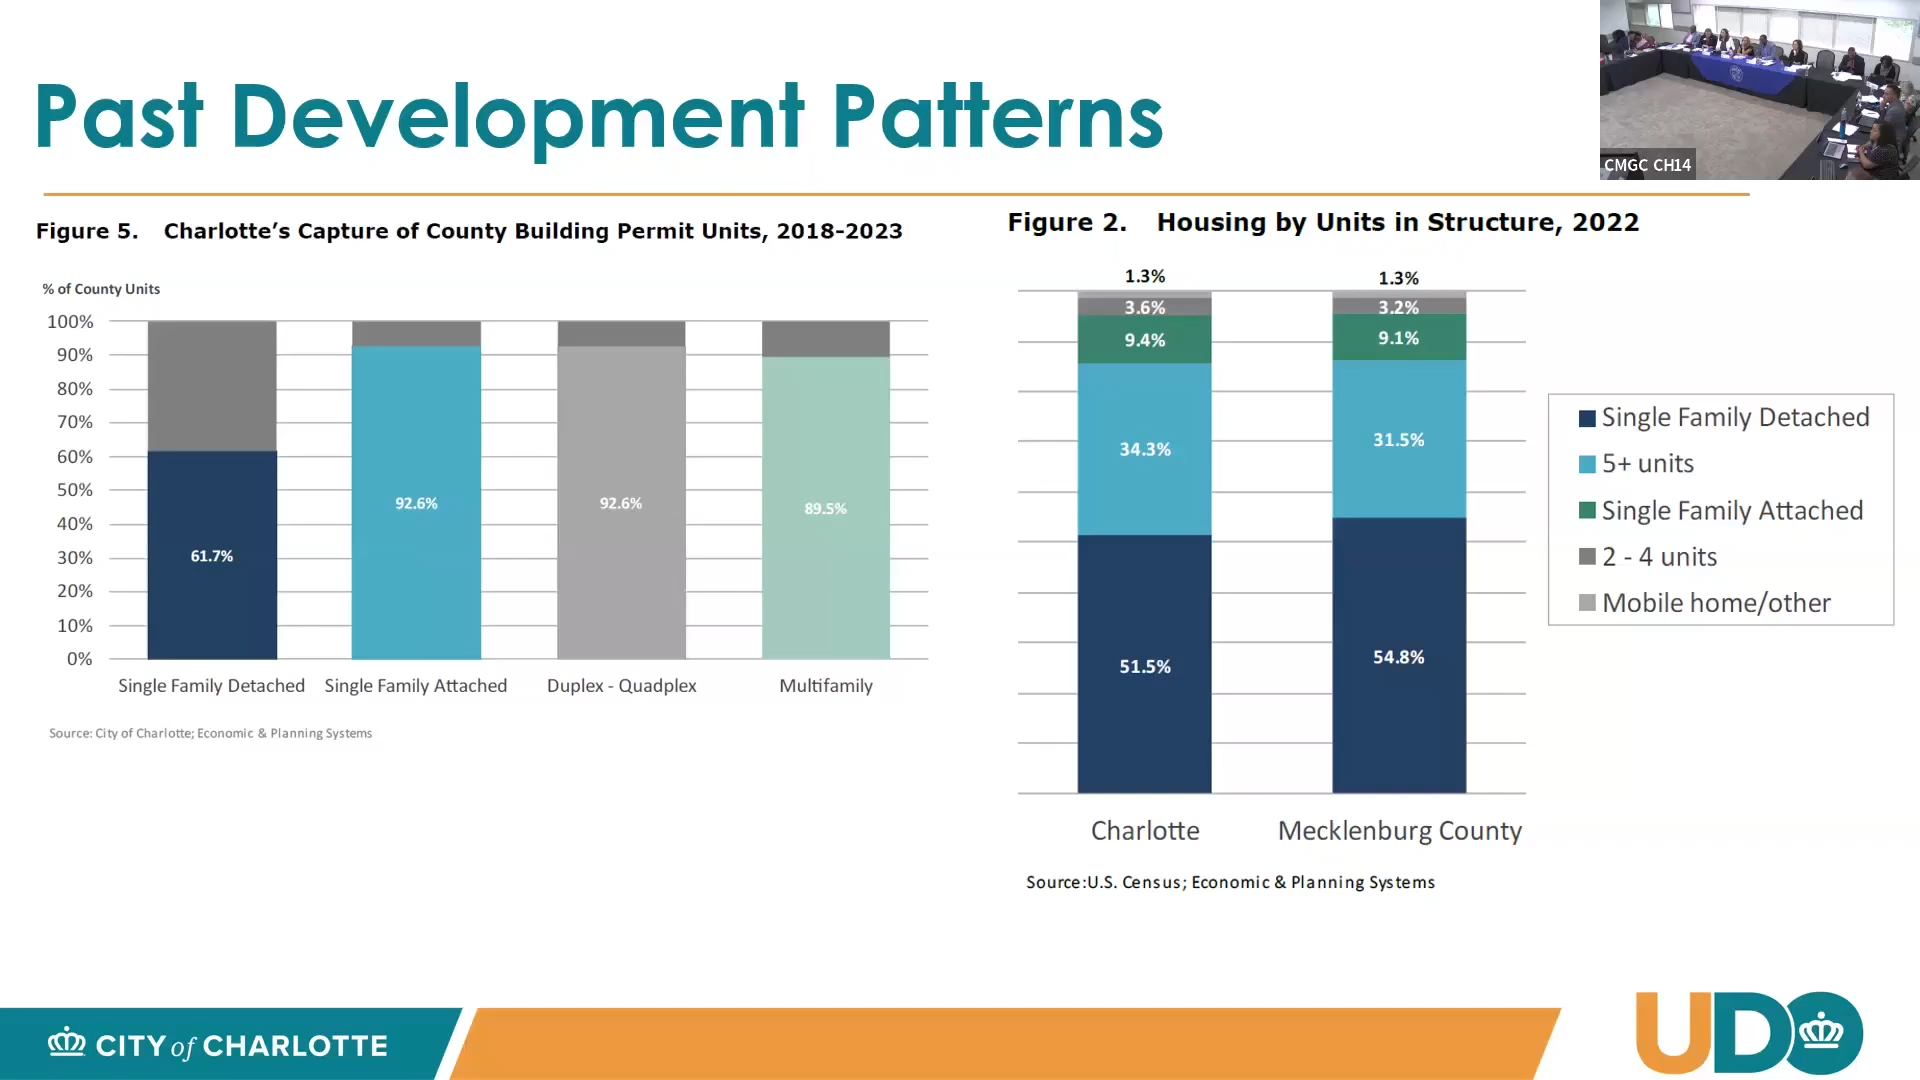 Past Development Patterns
CMGC CH14
Figure 5. Charlotte's Capture of County Building Permit Units, 2018-2023
% of County Units
100%
90%
80%
70%
60%
50%
40%
30%
20%
10%
0%
61.7%
92.6%
92.6%
89.5%
Single Family Detached
Single Family Attached
Duplex - Quadplex
Multifamily
Source: City of Charlotte; Economic & Planning Systems
Figure 2. Housing by Units in Structure, 2022
1.3%
3.6%
9.4%
34.3%
51.5%
1.3%
3.2%
9.1%
31.5%
54.8%
Charlotte
Mecklenburg County
Single Family Detached
5+ units
Single Family Attached
2 - 4 units
Mobile home/other
Source:U.S. Census; Economic & Planning Systems
CITY of CHARLOTTE
UDO